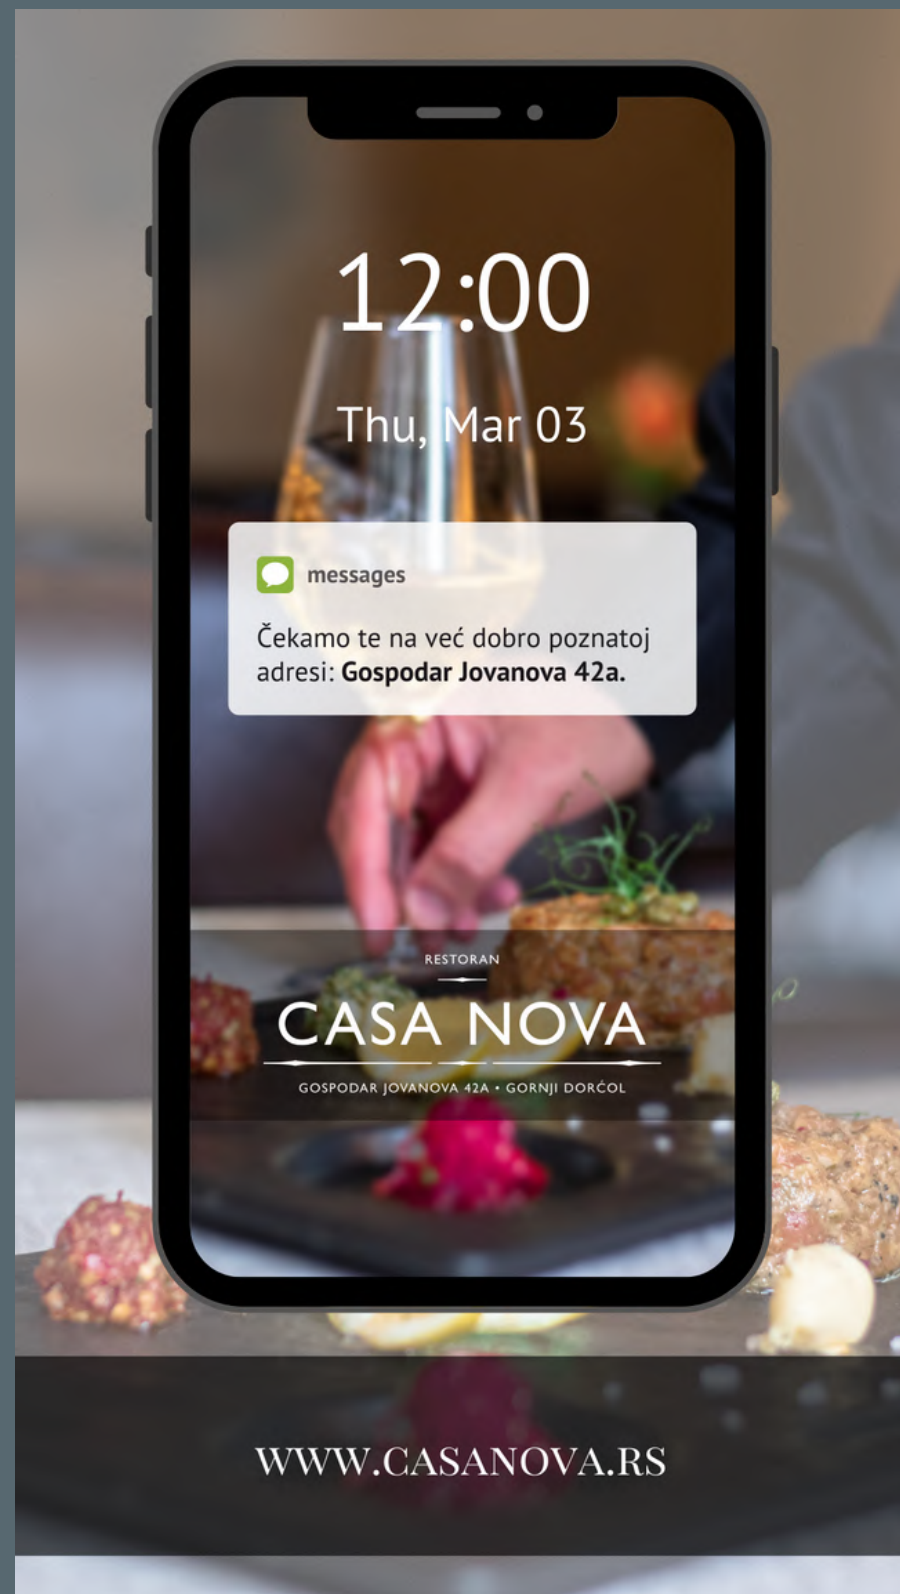 12:00
Thu, Mar 03
messages
Čekamo te na već dobro poznatoj
adresi: Gospodar Jovanova 42a.
RESTORAN
CASA NOVA
GOSPODAR JOVANOVA 42A • GORNJI DORĆOL
WWW.CASANOVA.RS